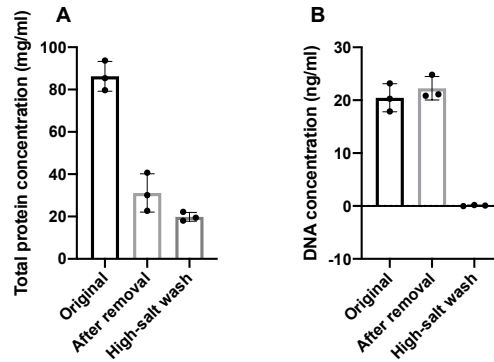 A
Total protein concentration (mg/ml)
100
80
60
40
20
0
Original
After removal
High-salt wash
B
DNA concentration (ng/ml)
30
20
10
0
-10
Original
After removal
High-salt wash